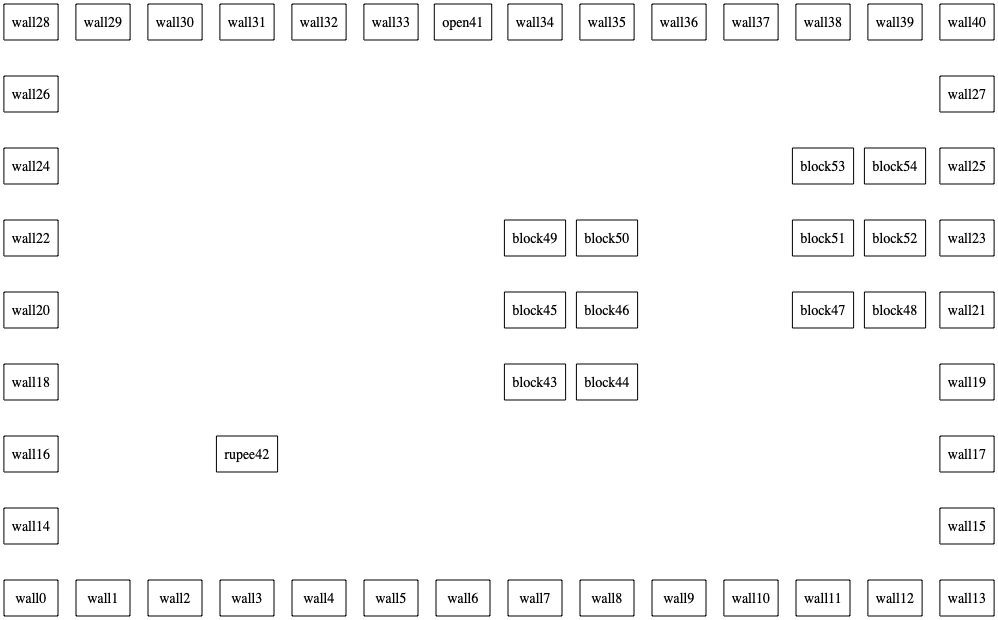 wall28 wall29 wall30 wall31 wall32 wall33 open41 wall34 wall35 wall36 wall37 wall38 wall39 wall40
wall26 wall27
wall24 block53 block54 wall25
wall22 block49 block50 block51 block52 wall23
wall20 block45 block46 block47 block48 wall21
wall18 block43 block44 wall19
wall16 rupee42 wall17
wall14 wall15
wall0 wall1 wall2 wall3 wall4 wall5 wall6 wall7 wall8 wall9 wall10 wall11 wall12 wall13